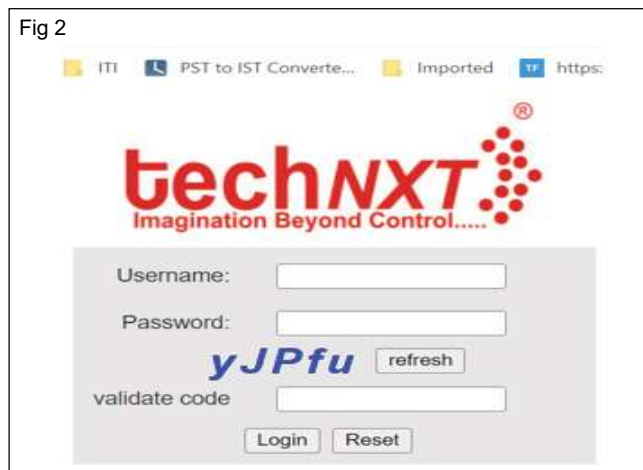 Fig 2
ITI PST to IST Converte... Imported TF https:
®
techNXT
Imagination Beyond Control.....
Username:
Password:
yJPfu refresh
validate code
Login Reset